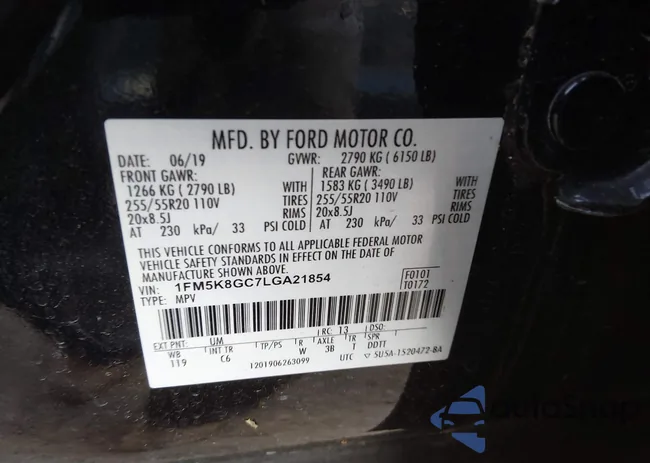 MFD. BY FORD MOTOR CO.
DATE: 06/19 GVWR: 2790 KG ( 6150 LB)
FRONT GAWR: REAR GAWR:
1266 KG ( 2790 LB) WITH 1583 KG ( 3490 LB) WITH
255/55R20 110V TIRES 255/55R20 110V TIRES
20x8.5J RIMS 20x8.5J RIMS
AT 230 kPa/ 33 PSI COLD AT 230 kPa/ 33 PSI COLD
THIS VEHICLE CONFORMS TO ALL APPLICABLE FEDERAL MOTOR
VEHICLE SAFETY STANDARDS IN EFFECT ON THE DATE OF
MANUFACTURE SHOWN ABOVE.
VIN: 1FM5K8GC7LGA21854 F0101
TYPE: MPV T0172
EXT PNT: UM RC: 13 DSO:
WB INT TR TP/PS R AXLE TR SPR
119 C6 W 3B T DDTT
1201906263099 UTC ▽ 5U5A-1520472-BA
autoShop